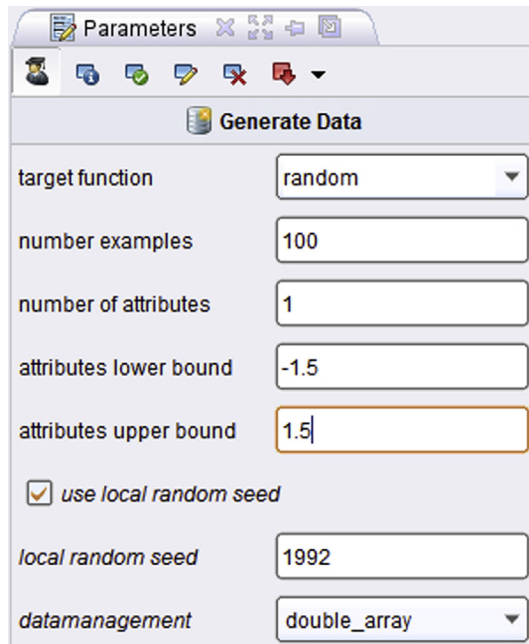 Parameters
Generate Data
target function random
number examples 100
number of attributes 1
attributes lower bound -1.5
attributes upper bound 1.5
use local random seed
local random seed 1992
datamanagement double_array